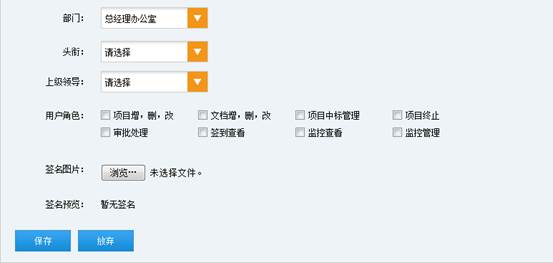 部门： 总经理办公室
头衔： 请选择
上级领导： 请选择
用户角色： 项目增，删，改 文档增，删，改 项目中标管理 项目终止
审批处理 签到查看 监控查看 监控管理
签名图片： 浏览… 未选择文件。
签名预览： 暂无签名
保存 放弃